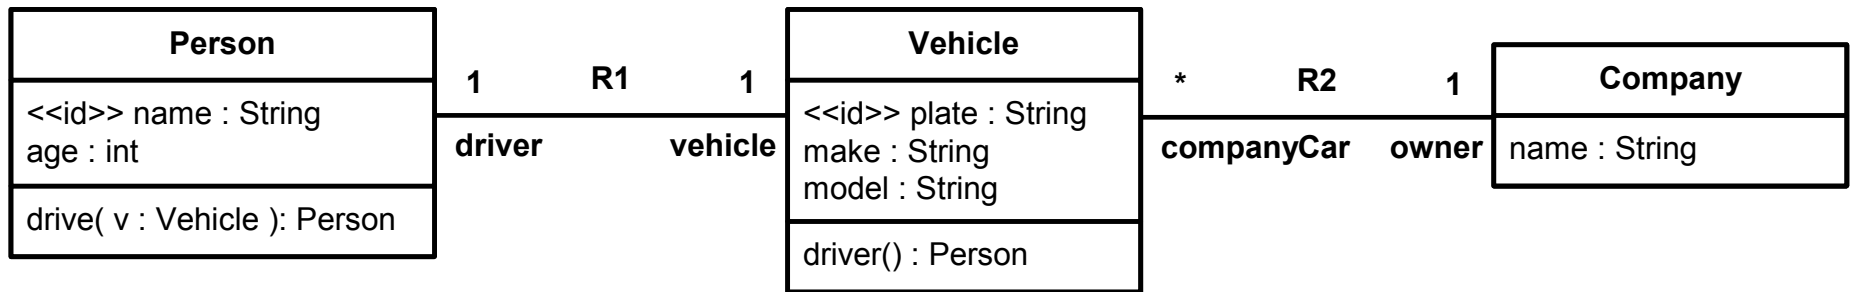 Person
<<id>> name : String
age : int
drive( v : Vehicle ): Person
1 R1 1
driver vehicle
Vehicle
<<id>> plate : String
make : String
model : String
driver() : Person
* R2 1
companyCar owner
Company
name : String